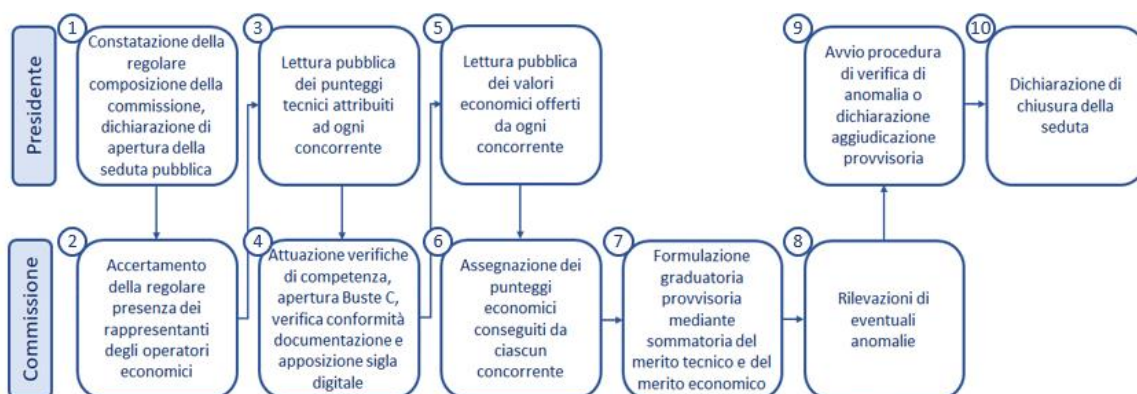 Presidente
1
Constatazione della
regolare
composizione della
commissione,
dichiarazione di
apertura della
seduta pubblica
3
Lettura pubblica
dei punteggi
tecnici attribuiti
ad ogni
concorrente
5
Lettura pubblica
dei valori
economici offerti
da ogni
concorrente
9
Avvio procedura
di verifica di
anomalia o
dichiarazione
aggiudicazione
provvisoria
10
Dichiarazione di
chiusura della
seduta
Commissione
2
Accertamento
della regolare
presenza dei
rappresentanti
degli operatori
economici
4
Attuazione verifiche
di competenza,
apertura Buste C,
verifica conformità
documentazione e
apposizione sigla
digitale
6
Assegnazione dei
punteggi
economici
conseguiti da
ciascun
concorrente
7
Formulazione
graduatoria
provvisoria
mediante
sommatoria del
merito tecnico e del
merito economico
8
Rilevazioni di
eventuali
anomalie